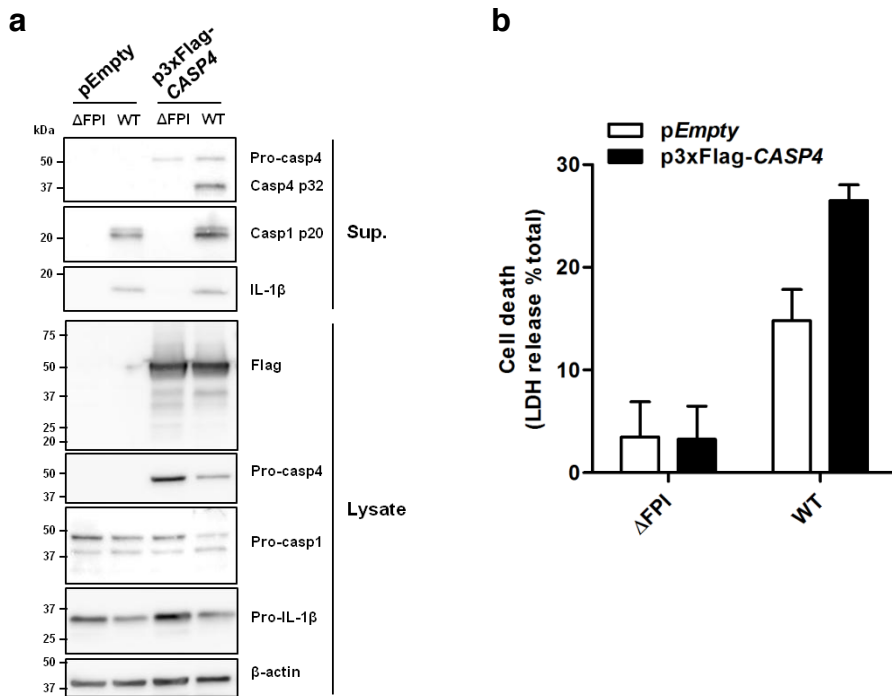 a
pEmpty
p3xFlag-
CASP4
ΔFPI WT ΔFPI WT
kDa
50
37
Pro-casp4
Casp4 p32
20
Casp1 p20
20
IL-1β
Sup.
75
50
37
25
20
Flag
50
37
Pro-casp4
50
37
Pro-casp1
37
25
Pro-IL-1β
50
37
β-actin
Lysate
b
pEmpty
p3xFlag-CASP4
30
20
10
0
Cell death
(LDH release % total)
ΔFPI
WT